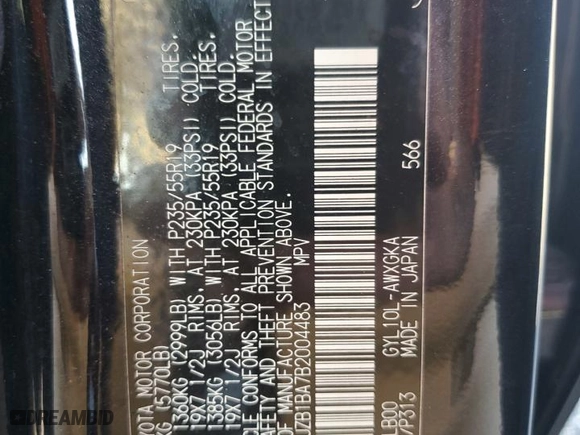 YOTA MOTOR CORPORATION
KG (5770LB)
1360KG (2999LB) WITH P235/55R19 TIRES.
19X7 1/2J RIMS, AT 230KPA (33PSI) COLD.
1385KG (3056LB) WITH P235/55R19 TIRES.
19X7 1/2J RIMS, AT 230KPA (33PSI) COLD.
CLE CONFORMS TO ALL APPLICABLE FEDERAL MOTOR
AFETY AND THEFT PREVENTION STANDARDS IN EFFECT
OF MANUFACTURE SHOWN ABOVE.
JZB1BA7B2004483 MPV
LB00 GYL10L-AWXGKA
/P313 MADE IN JAPAN 566
DREAMBID